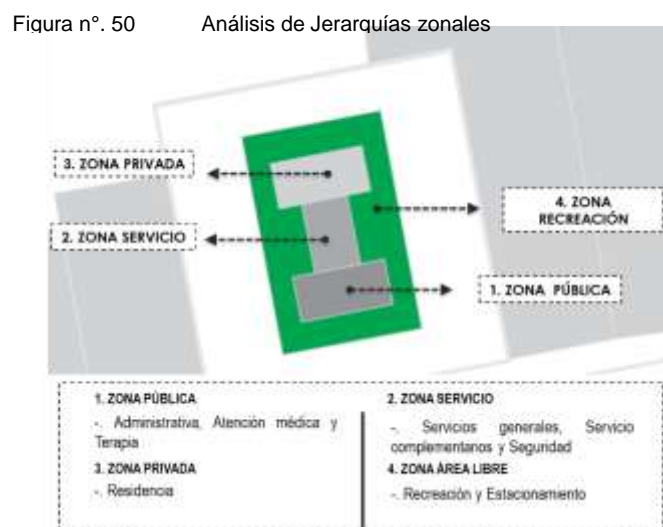 Figura n°. 50 Análisis de Jerarquías zonales
3. ZONA PRIVADA
4. ZONA
RECREACIÓN
2. ZONA SERVICIO
1. ZONA PÚBLICA
1. ZONA PÚBLICA
-. Administrativa, Atención médica y
Terapia
3. ZONA PRIVADA
-. Residencia
2. ZONA SERVICIO
-. Servicios generales, Servicio
complementarios y Seguridad
4. ZONA ÁREA LIBRE
-. Recreación y Estacionamiento